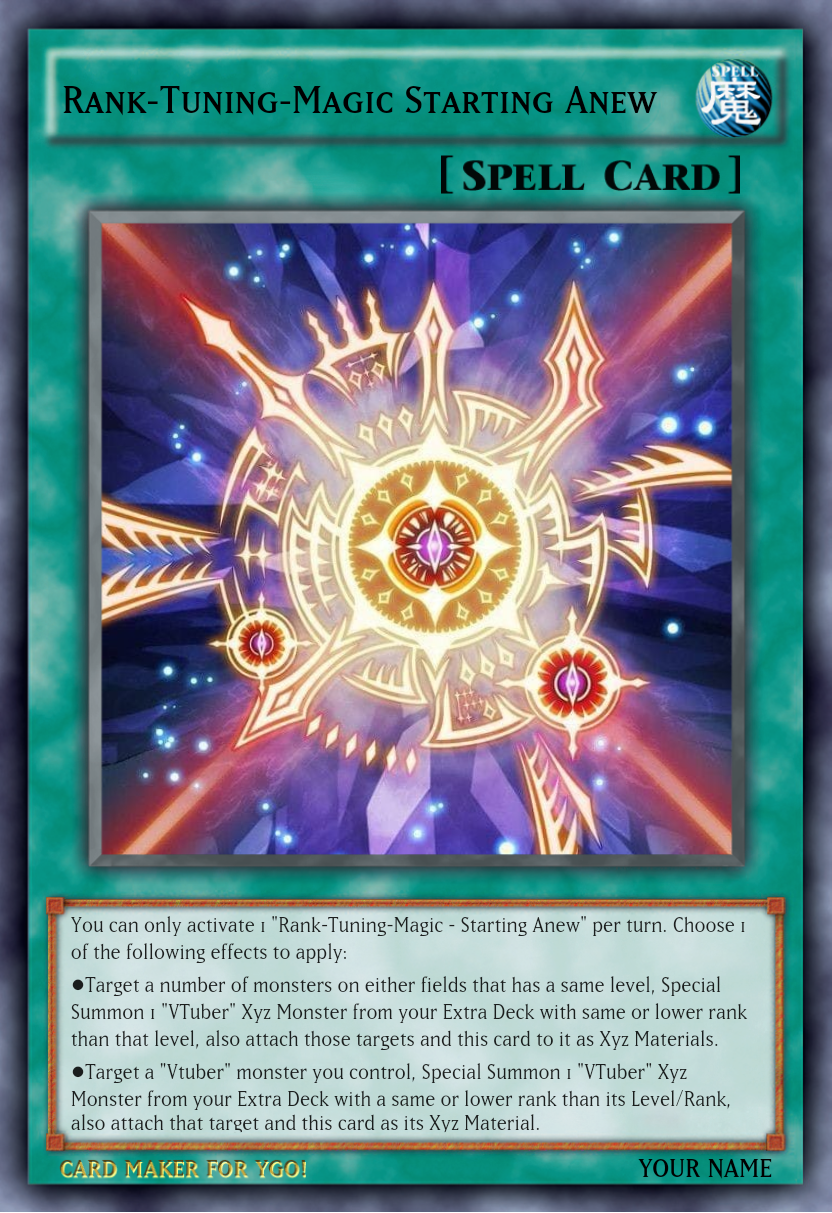 Rank-Tuning-Magic Starting Anew
SPELL
魔
[Spell Card]
You can only activate 1 "Rank-Tuning-Magic - Starting Anew" per turn. Choose 1
of the following effects to apply:
●Target a number of monsters on either fields that has a same level, Special
Summon 1 "VTuber" Xyz Monster from your Extra Deck with same or lower rank
than that level, also attach those targets and this card to it as Xyz Materials.
●Target a "Vtuber" monster you control, Special Summon 1 "VTuber" Xyz
Monster from your Extra Deck with a same or lower rank than its Level/Rank,
also attach that target and this card as its Xyz Material.
CARD MAKER FOR YGO!
YOUR NAME